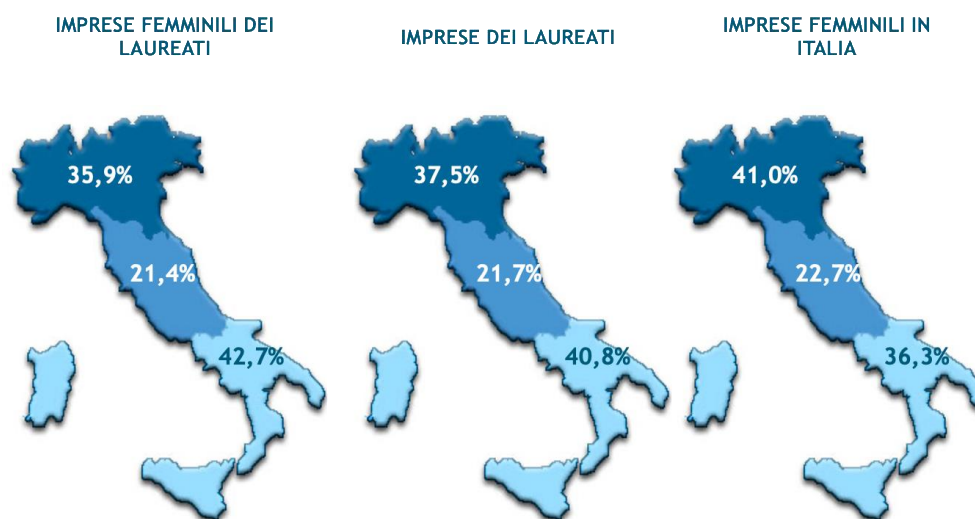 IMPRESE FEMMINILI DEI
LAUREATI
IMPRESE DEI LAUREATI
IMPRESE FEMMINILI IN
ITALIA
35,9%
37,5%
41,0%
21,4%
21,7%
22,7%
42,7%
40,8%
36,3%